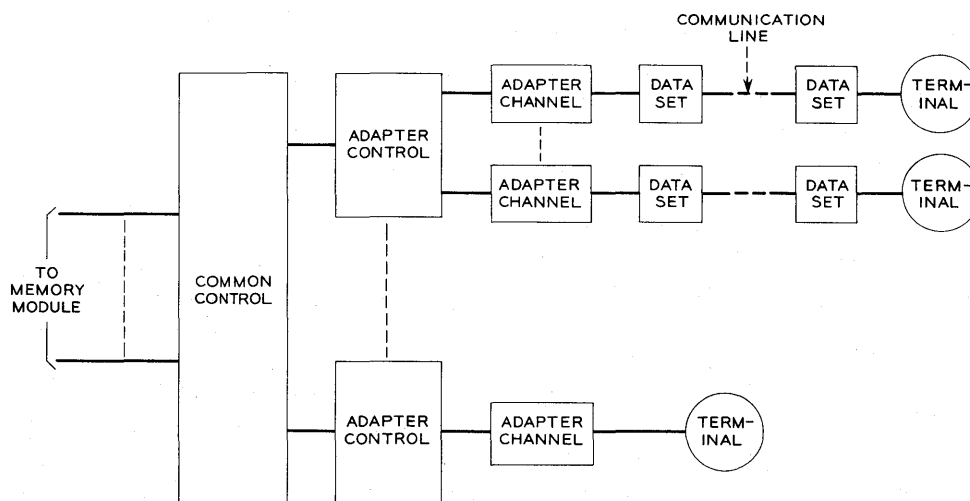 COMMUNICATION
LINE
ADAPTER
CHANNEL
DATA
SET
DATA
SET
TERM-
INAL
ADAPTER
CONTROL
ADAPTER
CHANNEL
DATA
SET
DATA
SET
TERM-
INAL
TO
MEMORY
MODULE
COMMON
CONTROL
ADAPTER
CONTROL
ADAPTER
CHANNEL
TERM-
INAL